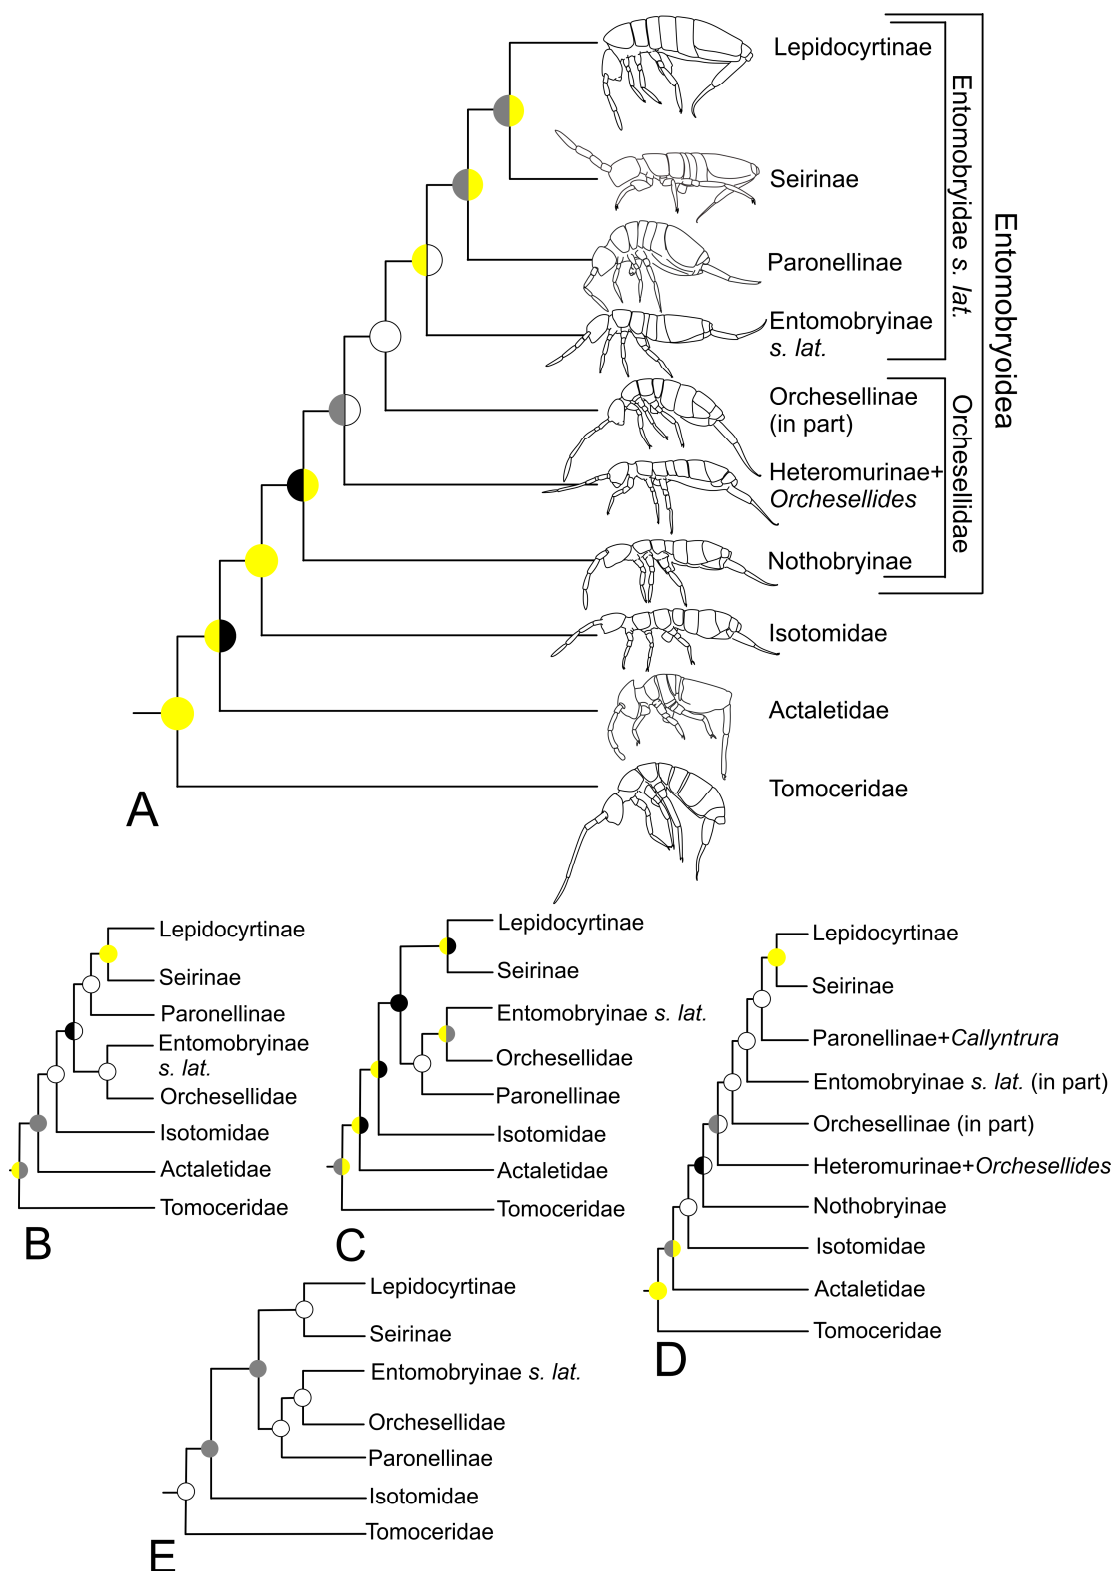 Lepidocyrtinae
Seirinae
Paronellinae
Entomobryinae
s. lat.
Orchesellinae
(in part)
Heteromurinae+
Orchesellides
Nothobryinae
Isotomidae
Actaletidae
Tomoceridae
Entomobryidae s. lat.
Orchesellidae
Entomobryoidea
A
Lepidocyrtinae
Seirinae
Paronellinae
Entomobryinae
s. lat.
Orchesellidae
Isotomidae
Actaletidae
Tomoceridae
B
Lepidocyrtinae
Seirinae
Entomobryinae s. lat.
Orchesellidae
Paronellinae
Isotomidae
Actaletidae
Tomoceridae
C
Lepidocyrtinae
Seirinae
Paronellinae+Callyntrura
Entomobryinae s. lat. (in part)
Orchesellinae (in part)
Heteromurinae+Orchesellides
Nothobryinae
Isotomidae
Actaletidae
Tomoceridae
D
Lepidocyrtinae
Seirinae
Entomobryinae s. lat.
Orchesellidae
Paronellinae
Isotomidae
Tomoceridae
E